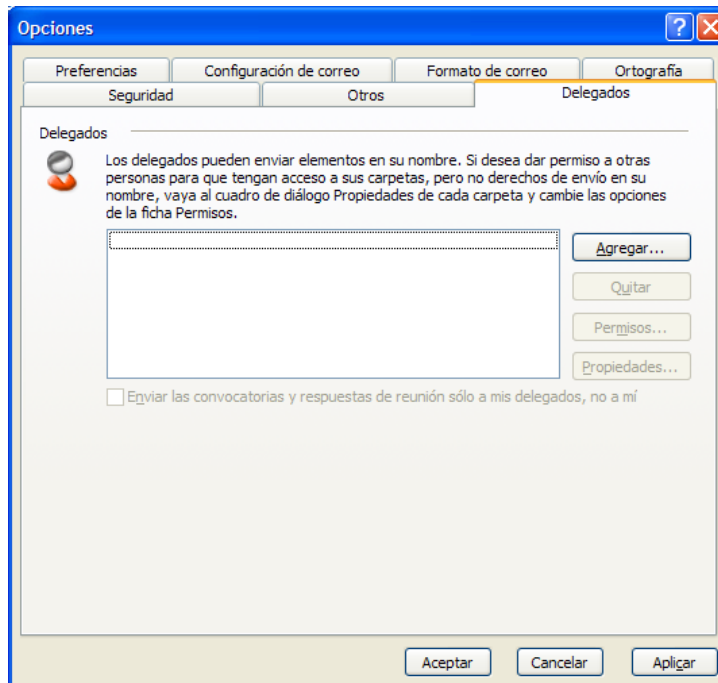 Opciones
Preferencias
Configuración de correo
Formato de correo
Ortografía
Seguridad
Otros
Delegados
Delegados
Los delegados pueden enviar elementos en su nombre. Si desea dar permiso a otras
personas para que tengan acceso a sus carpetas, pero no derechos de envío en su
nombre, vaya al cuadro de diálogo Propiedades de cada carpeta y cambie las opciones
de la ficha Permisos.
Agregar...
Quitar
Permisos...
Propiedades...
Enviar las convocatorias y respuestas de reunión sólo a mis delegados, no a mí
Aceptar
Cancelar
Aplicar